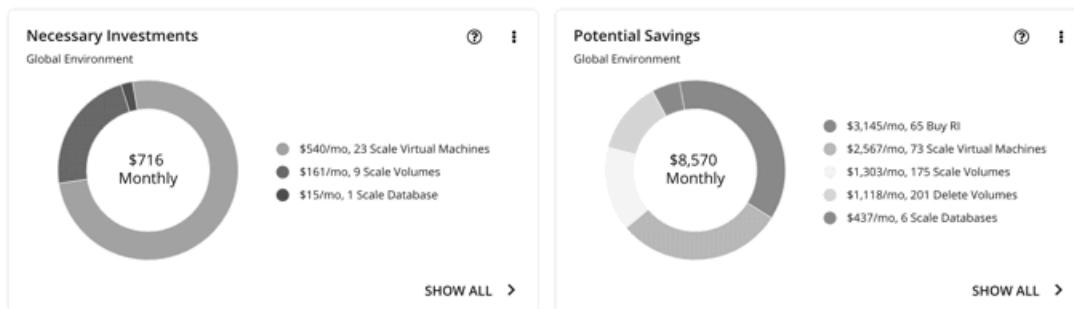 Necessary Investments
Global Environment
$716
Monthly
$540/mo, 23 Scale Virtual Machines
$161/mo, 9 Scale Volumes
$15/mo, 1 Scale Database
SHOW ALL
Potential Savings
Global Environment
$8,570
Monthly
$3,145/mo, 65 Buy RI
$2,567/mo, 73 Scale Virtual Machines
$1,303/mo, 175 Scale Volumes
$1,118/mo, 201 Delete Volumes
$437/mo, 6 Scale Databases
SHOW ALL